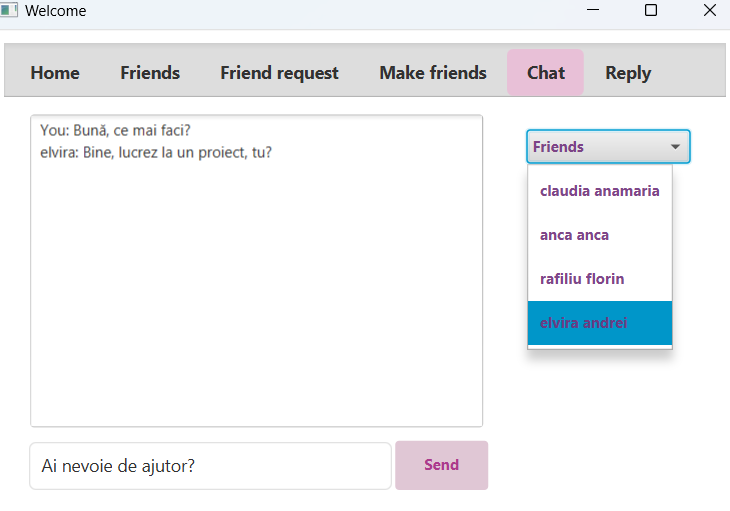 Welcome
Home Friends Friend request Make friends Chat Reply
You: Bună, ce mai faci?
elvira: Bine, lucrez la un proiect, tu?
Friends
claudia anamaria
anca anca
rafiliu florin
elvira andrei
Ai nevoie de ajutor?
Send